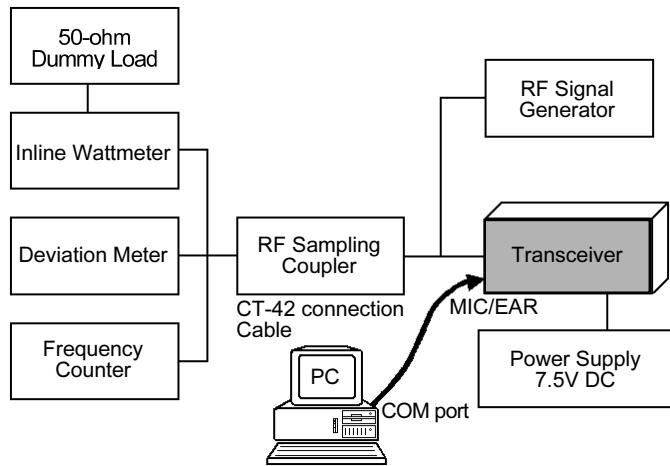 50-ohm
Dummy Load
Inline Wattmeter
Deviation Meter
Frequency
Counter
RF Sampling
Coupler
CT-42 connection
Cable
RF Signal
Generator
Transceiver
MIC/EAR
Power Supply
7.5V DC
PC
COM port